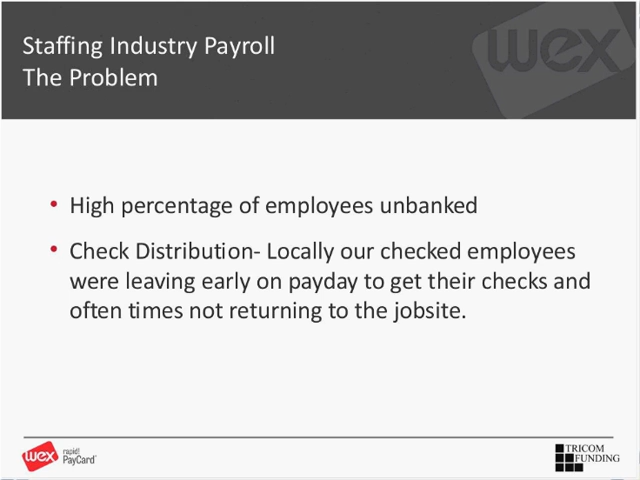 Staffing Industry Payroll
The Problem
wex
• High percentage of employees unbanked
• Check Distribution- Locally our checked employees
were leaving early on payday to get their checks and
often times not returning to the jobsite.
wex rapid!
PayCard
TRICOM
FUNDING